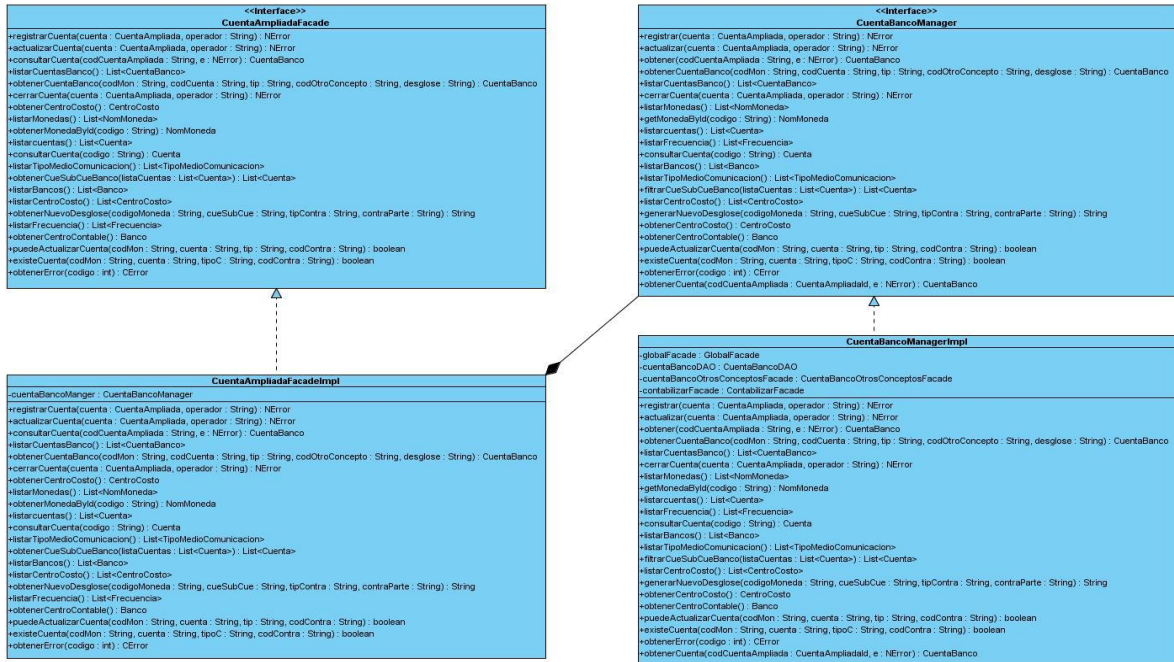 <<Interface>>
CuentaAmpliadaFacade
+registrarCuenta(cuenta : CuentaAmpliada, operador : String) : NError
+actualizarCuenta(cuenta : CuentaAmpliada, operador : String) : NError
+consultarCuenta(codCuentaAmpliada : String, e : NError) : CuentaBanco
+listarCuentasBanco() : List<CuentaBanco>
+obtenerCuentaBanco(codMon : String, codCuenta : String, tip : String, codOtroConcepto : String, desglose : String) : CuentaBanco
+cerrarCuenta(cuenta : CuentaAmpliada, operador : String) : NError
+obtenerCentroCosto() : CentroCosto
+listarMonedas() : List<NomMoneda>
+obtenerMonedaById(codigo : String) : NomMoneda
+listarcuentas() : List<Cuenta>
+consultarCuenta(codigo : String) : Cuenta
+listarTipoMedioComunicacion() : List<TipoMedioComunicacion>
+obtenerCueSubCueBanco(listaCuentas : List<Cuenta>) : List<Cuenta>
+listarBancos() : List<Banco>
+listarCentroCosto() : List<CentroCosto>
+obtenerNuevoDesglose(codigoMoneda : String, cueSubCue : String, tipContra : String, contraParte : String) : String
+listarFrecuencia() : List<Frecuencia>
+obtenerCentroContable() : Banco
+puedeActualizarCuenta(codMon : String, cuenta : String, tip : String, codContra : String) : boolean
+existeCuenta(codMon : String, cuenta : String, tipoC : String, codContra : String) : boolean
+obtenerError(codigo : int) : CError
<<Interface>>
CuentaBancoManager
+registrar(cuenta : CuentaAmpliada, operador : String) : NError
+actualizar(cuenta : CuentaAmpliada, operador : String) : NError
+obtener(codCuentaAmpliada : String, e : NError) : CuentaBanco
+obtenerCuentaBanco(codMon : String, codCuenta : String, tip : String, codOtroConcepto : String, desglose : String) : CuentaBanco
+listarCuentasBanco() : List<CuentaBanco>
+cerrarCuenta(cuenta : CuentaAmpliada, operador : String) : NError
+listarMonedas() : List<NomMoneda>
+getMonedaById(codigo : String) : NomMoneda
+listarcuentas() : List<Cuenta>
+listarFrecuencia() : List<Frecuencia>
+consultarCuenta(codigo : String) : Cuenta
+listarBancos() : List<Banco>
+listarTipoMedioComunicacion() : List<TipoMedioComunicacion>
+filtrarCueSubCueBanco(listaCuentas : List<Cuenta>) : List<Cuenta>
+listarCentroCosto() : List<CentroCosto>
+generarNuevoDesglose(codigoMoneda : String, cueSubCue : String, tipContra : String, contraParte : String) : String
+obtenerCentroCosto() : CentroCosto
+obtenerCentroContable() : Banco
+puedeActualizarCuenta(codMon : String, cuenta : String, tip : String, codContra : String) : boolean
+existeCuenta(codMon : String, cuenta : String, tipoC : String, codContra : String) : boolean
+obtenerError(codigo : int) : CError
+obtenerCuenta(codCuentaAmpliada : CuentaAmpliadaId, e : NError) : CuentaBanco
CuentaAmpliadaFacadeImpl
-cuentaBancoManger : CuentaBancoManager
+registrarCuenta(cuenta : CuentaAmpliada, operador : String) : NError
+actualizarCuenta(cuenta : CuentaAmpliada, operador : String) : NError
+consultarCuenta(codCuentaAmpliada : String, e : NError) : CuentaBanco
+listarCuentasBanco() : List<CuentaBanco>
+obtenerCuentaBanco(codMon : String, codCuenta : String, tip : String, codOtroConcepto : String, desglose : String) : CuentaBanco
+cerrarCuenta(cuenta : CuentaAmpliada, operador : String) : NError
+obtenerCentroCosto() : CentroCosto
+listarMonedas() : List<NomMoneda>
+obtenerMonedaById(codigo : String) : NomMoneda
+listarcuentas() : List<Cuenta>
+consultarCuenta(codigo : String) : Cuenta
+listarTipoMedioComunicacion() : List<TipoMedioComunicacion>
+obtenerCueSubCueBanco(listaCuentas : List<Cuenta>) : List<Cuenta>
+listarBancos() : List<Banco>
+listarCentroCosto() : List<CentroCosto>
+obtenerNuevoDesglose(codigoMoneda : String, cueSubCue : String, tipContra : String, contraParte : String) : String
+listarFrecuencia() : List<Frecuencia>
+obtenerCentroContable() : Banco
+puedeActualizarCuenta(codMon : String, cuenta : String, tip : String, codContra : String) : boolean
+existeCuenta(codMon : String, cuenta : String, tipoC : String, codContra : String) : boolean
+obtenerError(codigo : int) : CError
CuentaBancoManagerImpl
-globalFacade : GlobalFacade
-cuentaBancoDAO : CuentaBancoDAO
-cuentaBancoOtrosConceptosFacade : CuentaBancoOtrosConceptosFacade
-contabilizarFacade : ContabilizarFacade
+registrar(cuenta : CuentaAmpliada, operador : String) : NError
+actualizar(cuenta : CuentaAmpliada, operador : String) : NError
+obtener(codCuentaAmpliada : String, e : NError) : CuentaBanco
+obtenerCuentaBanco(codMon : String, codCuenta : String, tip : String, codOtroConcepto : String, desglose : String) : CuentaBanco
+listarCuentasBanco() : List<CuentaBanco>
+cerrarCuenta(cuenta : CuentaAmpliada, operador : String) : NError
+listarMonedas() : List<NomMoneda>
+getMonedaById(codigo : String) : NomMoneda
+listarcuentas() : List<Cuenta>
+listarFrecuencia() : List<Frecuencia>
+consultarCuenta(codigo : String) : Cuenta
+listarBancos() : List<Banco>
+listarTipoMedioComunicacion() : List<TipoMedioComunicacion>
+filtrarCueSubCueBanco(listaCuentas : List<Cuenta>) : List<Cuenta>
+listarCentroCosto() : List<CentroCosto>
+generarNuevoDesglose(codigoMoneda : String, cueSubCue : String, tipContra : String, contraParte : String) : String
+obtenerCentroCosto() : CentroCosto
+obtenerCentroContable() : Banco
+puedeActualizarCuenta(codMon : String, cuenta : String, tip : String, codContra : String) : boolean
+existeCuenta(codMon : String, cuenta : String, tipoC : String, codContra : String) : boolean
+obtenerError(codigo : int) : CError
+obtenerCuenta(codCuentaAmpliada : CuentaAmpliadaId, e : NError) : CuentaBanco